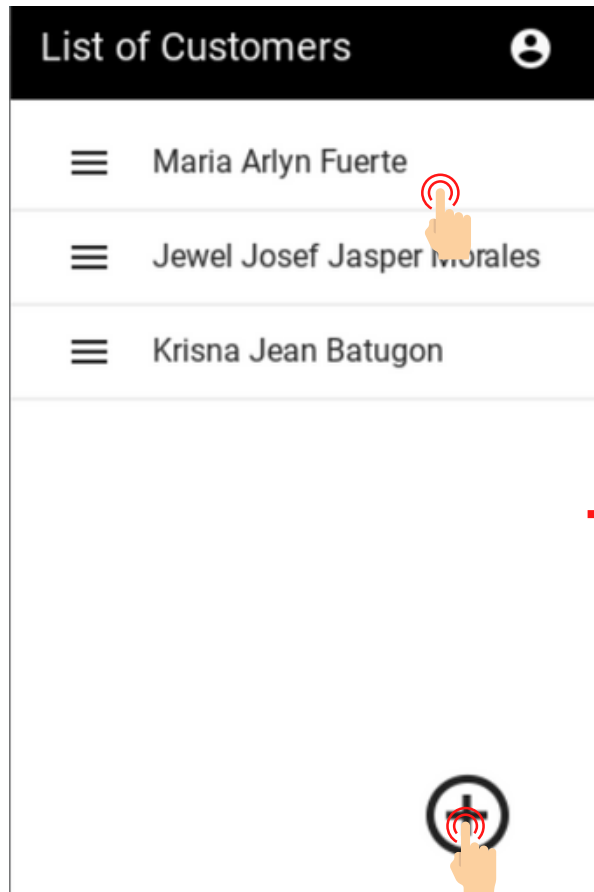 List of Customers
Maria Arlyn Fuerte
Jewel Josef Jasper Morales
Krisna Jean Batugon